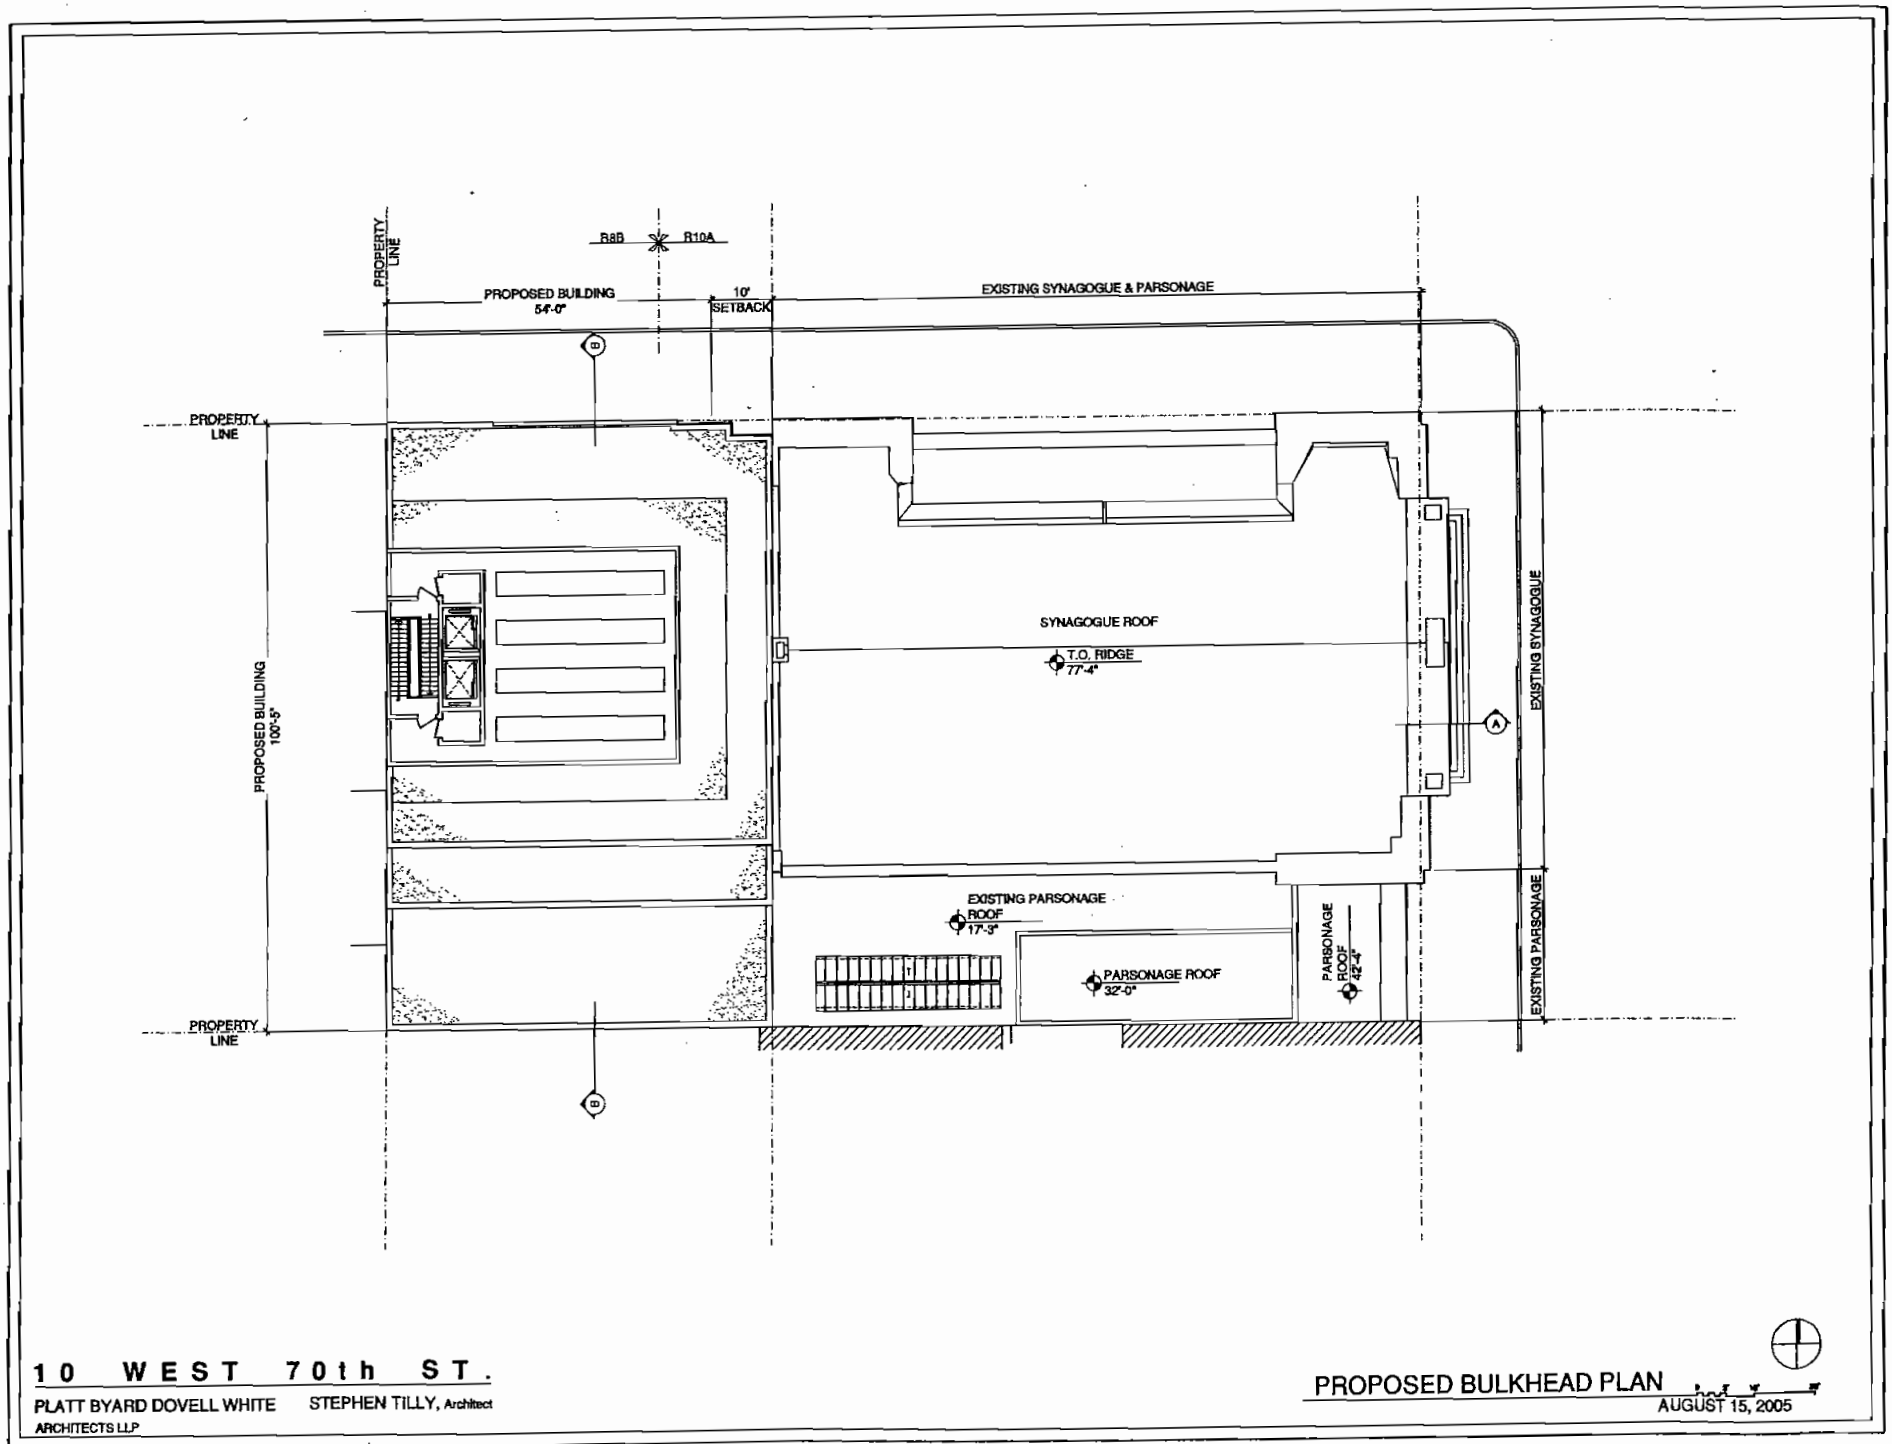 PROPERTY
LINE
R8B
R10A
PROPOSED BUILDING
54'-0"
10'
SETBACK
EXISTING SYNAGOGUE & PARSONAGE
B
PROPERTY
LINE
PROPOSED BUILDING
100'-5"
SYNAGOGUE ROOF
T.O. RIDGE
77'-4"
EXISTING SYNAGOGUE
A
EXISTING PARSONAGE
ROOF
17'-3"
PARSONAGE ROOF
32'-0"
PARSONAGE
ROOF
42'-4"
EXISTING PARSONAGE
PROPERTY
LINE
B
10 WEST 70th ST.
PLATT BYARD DOVELL WHITE
ARCHITECTS LLP
STEPHEN TILLY, Architect
PROPOSED BULKHEAD PLAN
AUGUST 15, 2005